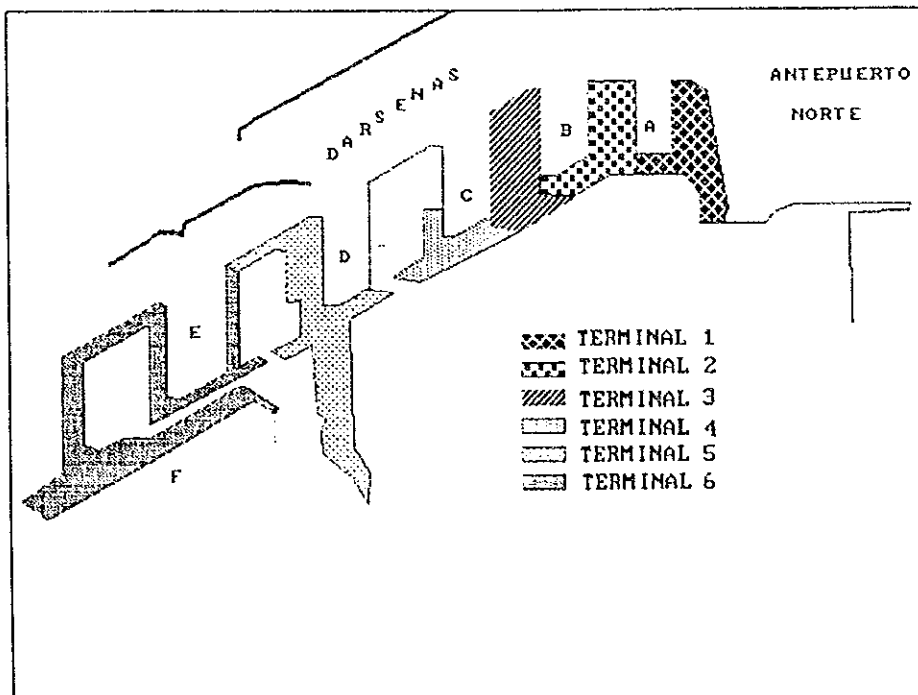 ANTEPUERTO
NORTE
DARSENAS
A
B
C
D
E
F
TERMINAL 1
TERMINAL 2
TERMINAL 3
TERMINAL 4
TERMINAL 5
TERMINAL 6